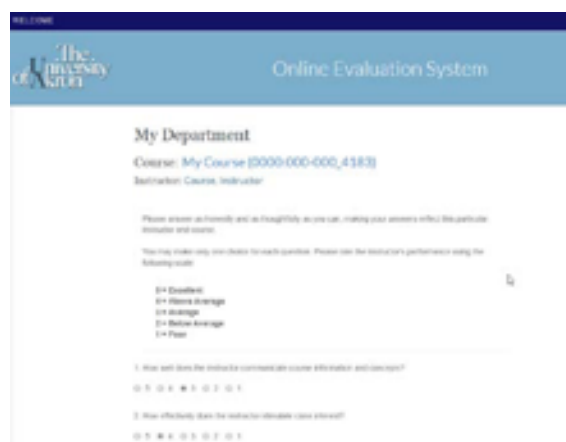 WELCOME
The University of Akron
Online Evaluation System
My Department
Course: My Course (0000:000-000_4183)
Instructor: Course, Instructor
Please answer as honestly and as thoughtfully as you can, making your answers reflect this particular
instructor and course.
You may make only one choice for each question. Please rate the instructor's performance using the
following scale:
5 = Excellent
4 = Above Average
3 = Average
2 = Below Average
1 = Poor
1. How well does the instructor communicate course information and concepts?
5 4 3 2 1
2. How effectively does the instructor stimulate course interest?
5 4 3 2 1